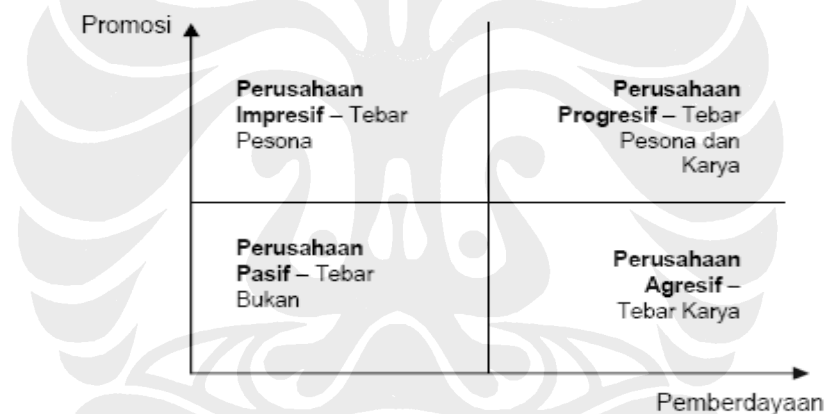 Promosi
Perusahaan
Impresif – Tebar
Pesona
Perusahaan
Progresif – Tebar
Pesona dan
Karya
Perusahaan
Pasif – Tebar
Bukan
Perusahaan
Agresif –
Tebar Karya
Pemberdayaan